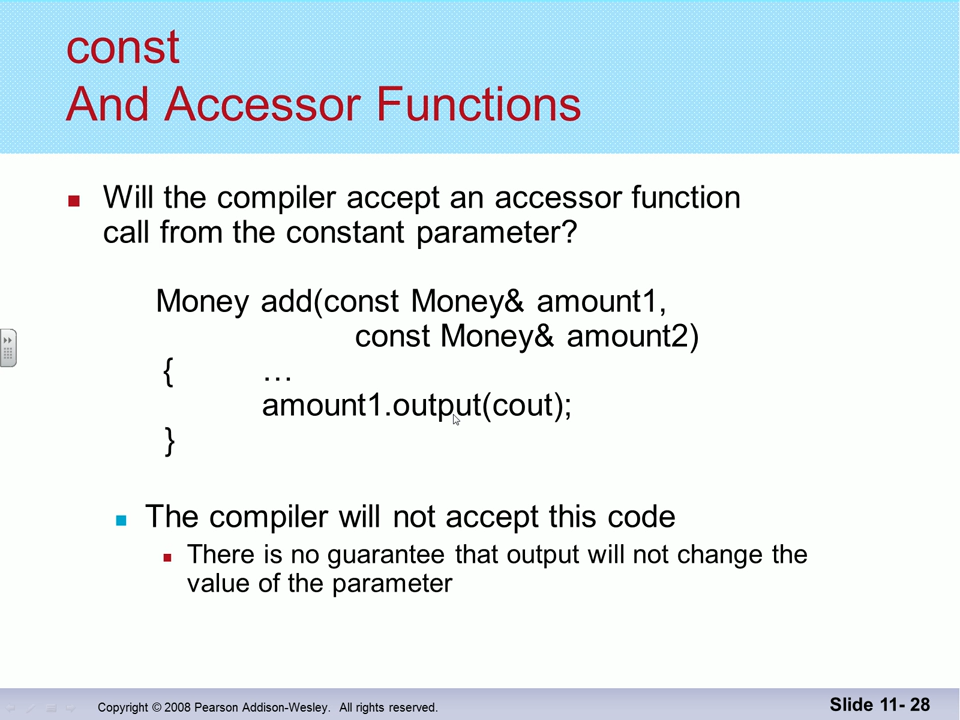 const
And Accessor Functions
Will the compiler accept an accessor function
call from the constant parameter?
Money add(const Money& amount1,
const Money& amount2)
{ …
amount1.output(cout);
}
The compiler will not accept this code
There is no guarantee that output will not change the
value of the parameter
Copyright © 2008 Pearson Addison-Wesley. All rights reserved.
Slide 11- 28